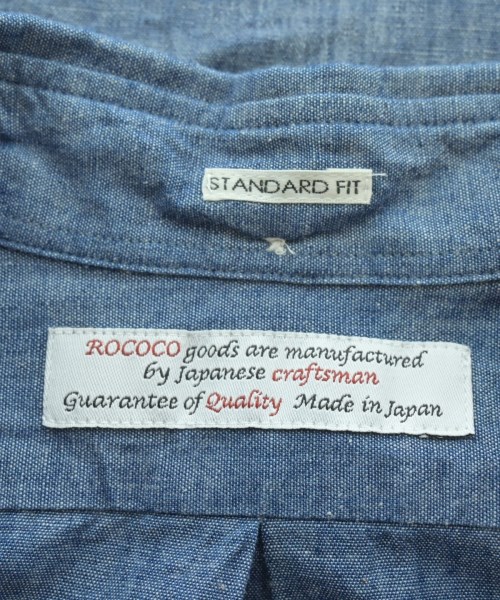 STANDARD FIT
ROCOCO goods are manufactured
by Japanese craftsman
Guarantee of Quality Made in Japan